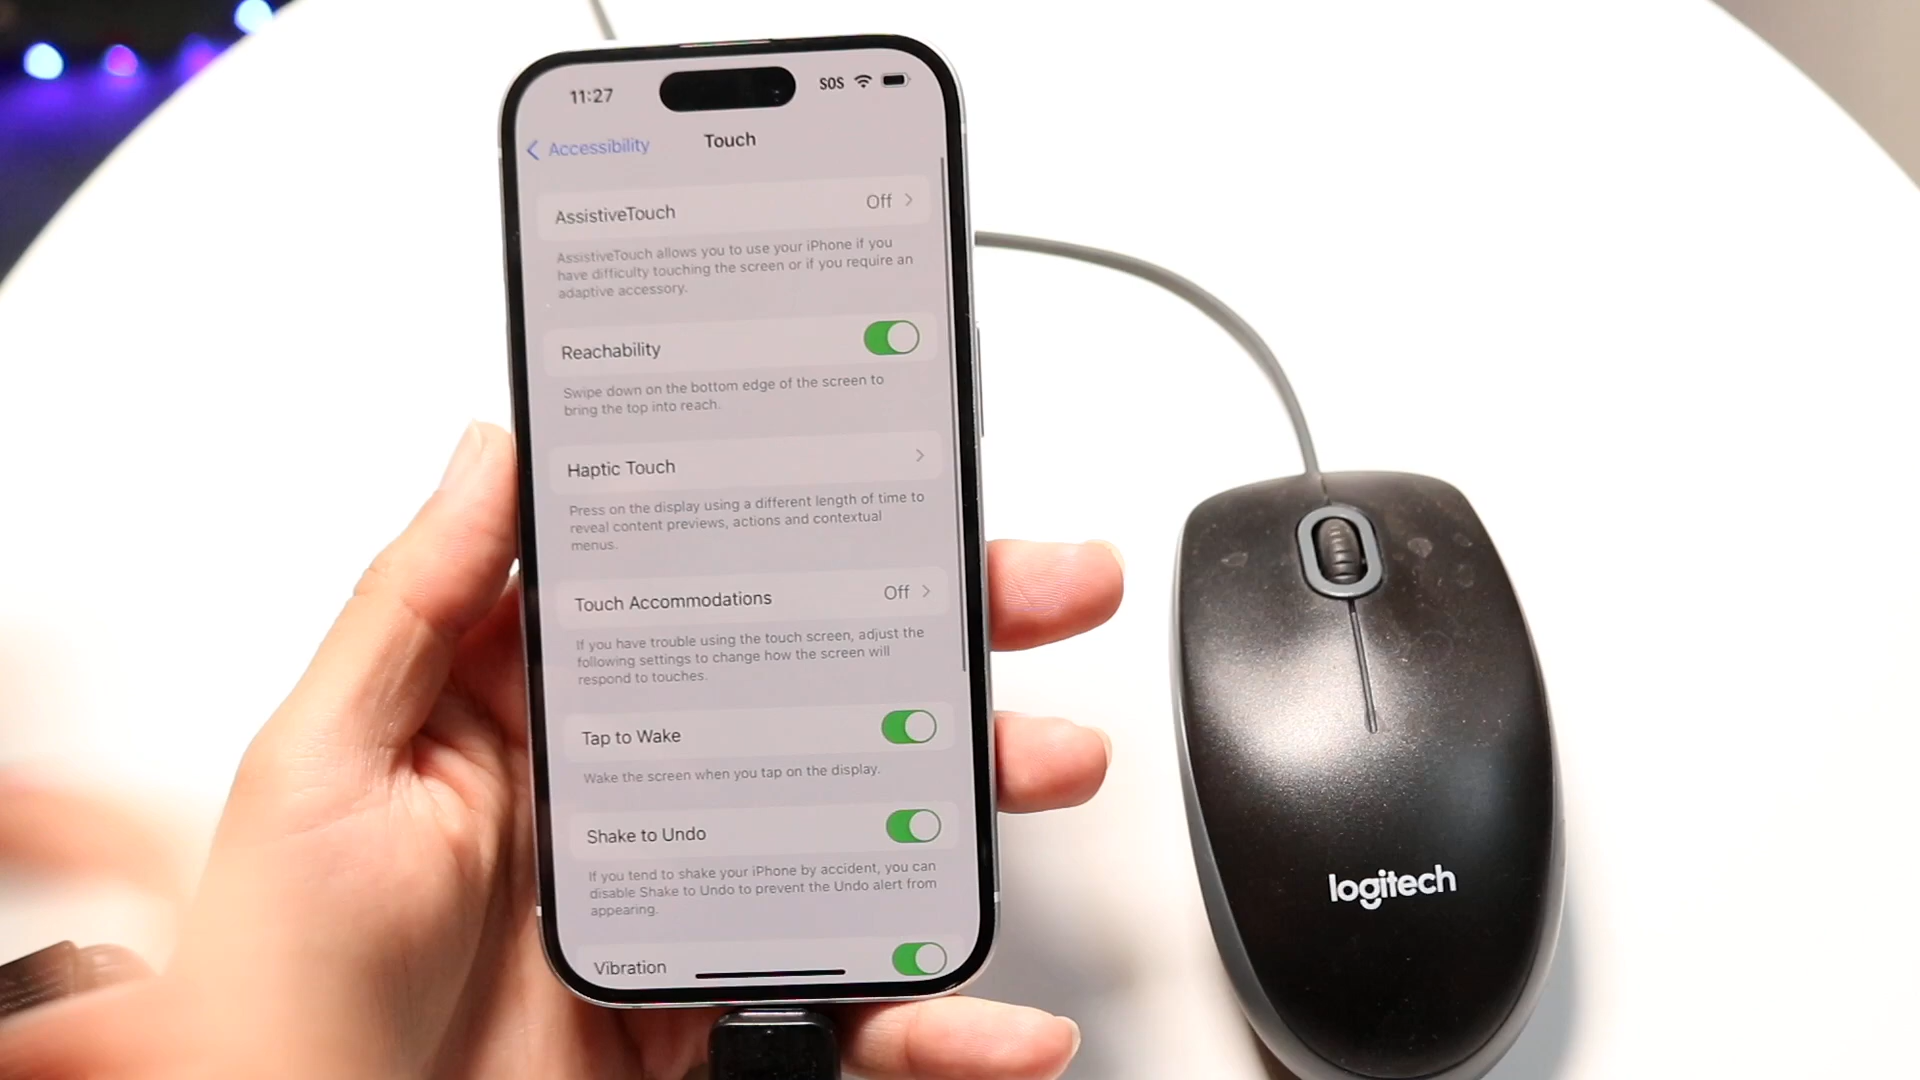 11:27
SOS
Accessibility
Touch
AssistiveTouch
Off
AssistiveTouch allows you to use your iPhone if you
have difficulty touching the screen or if you require an
adaptive accessory.
Reachability
Swipe down on the bottom edge of the screen to
bring the top into reach.
Haptic Touch
Press on the display using a different length of time to
reveal content previews, actions and contextual
menus.
Touch Accommodations
Off
If you have trouble using the touch screen, adjust the
following settings to change how the screen will
respond to touches.
Tap to Wake
Wake the screen when you tap on the display.
Shake to Undo
If you tend to shake your iPhone by accident, you can
disable Shake to Undo to prevent the Undo alert from
appearing.
Vibration
logitech